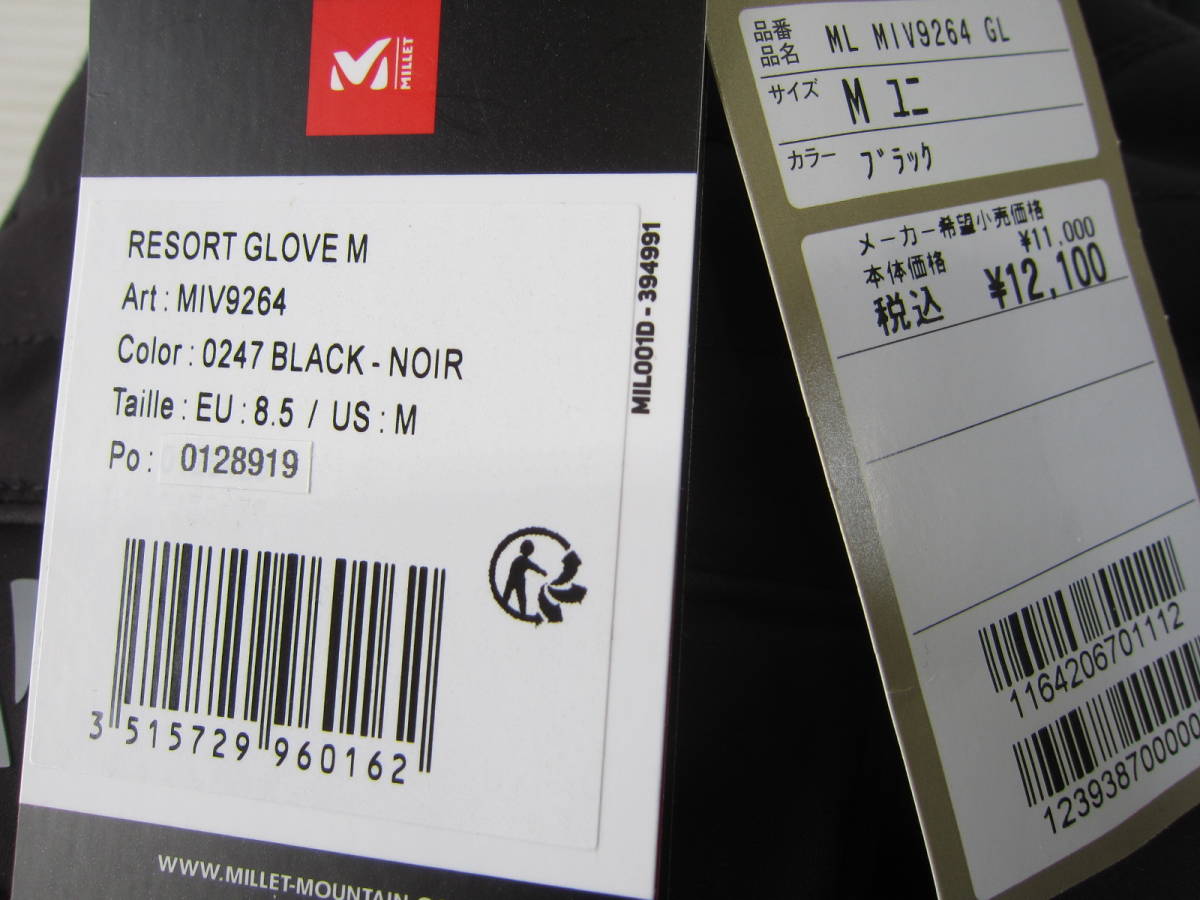 MILLET
RESORT GLOVE M
Art : MIV9264
Color : 0247 BLACK - NOIR
Taille : EU : 8.5 / US : M
Po : 0128919
3 515729 960162
MIL001D - 394991
WWW.MILLET-MOUNTAIN.
品番 ML MIV9264 GL
品名
サイズ M ユニ
カラー ブラック
メーカー希望小売価格
本体価格 ¥11,000
税込 ¥12,100
1164206701112
123938700000